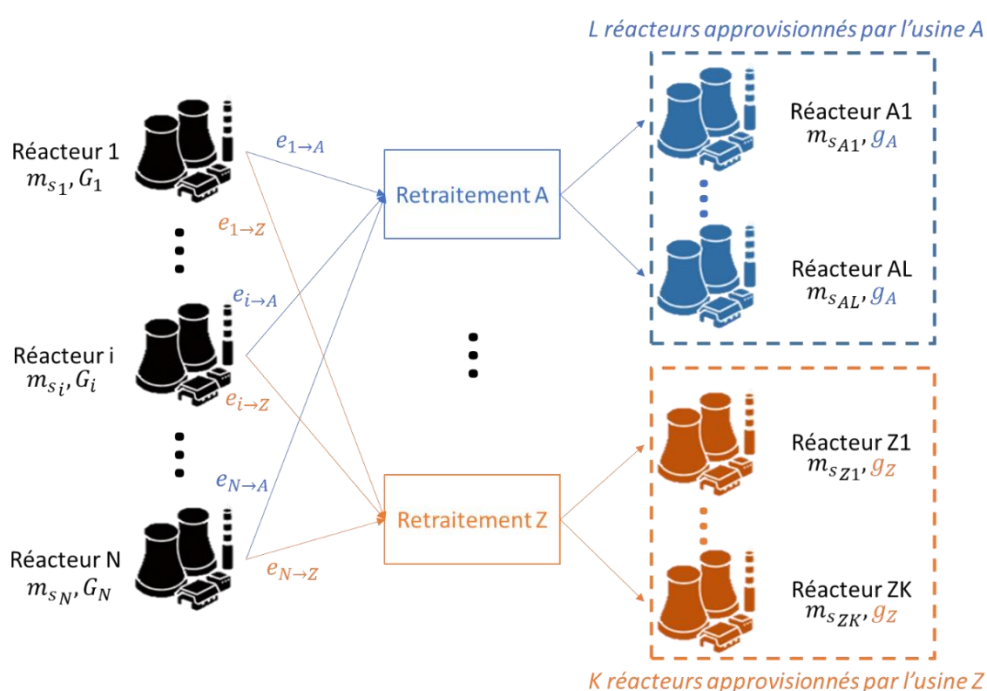 L réacteurs approvisionnés par l'usine A
Réacteur 1
m_{s_1}, G_1
e_{1→A}
e_{1→Z}
Retraitement A
Réacteur A1
m_{s_{A1}}, g_A
Réacteur AL
m_{s_{AL}}, g_A
Réacteur i
m_{s_i}, G_i
e_{i→A}
e_{i→Z}
Réacteur Z1
m_{s_{Z1}}, g_Z
Réacteur N
m_{s_N}, G_N
e_{N→A}
e_{N→Z}
Retraitement Z
Réacteur ZK
m_{s_{ZK}}, g_Z
K réacteurs approvisionnés par l'usine Z